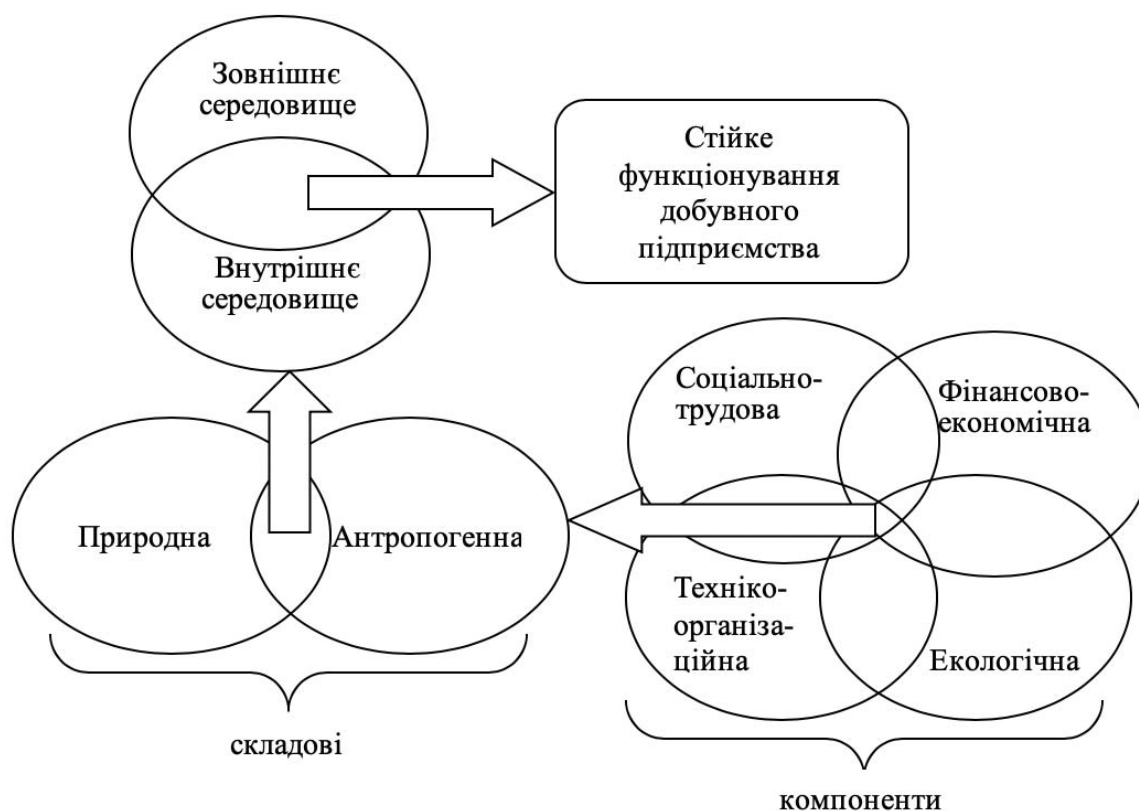 Зовнішнє
середовище
Стійке
функціонування
добувного
підприємства
Внутрішнє
середовище
Соціально-
трудова
Фінансово-
економічна
Природна
Антропогенна
Техніко-
організа-
ційна
Екологічна
складові
компоненти